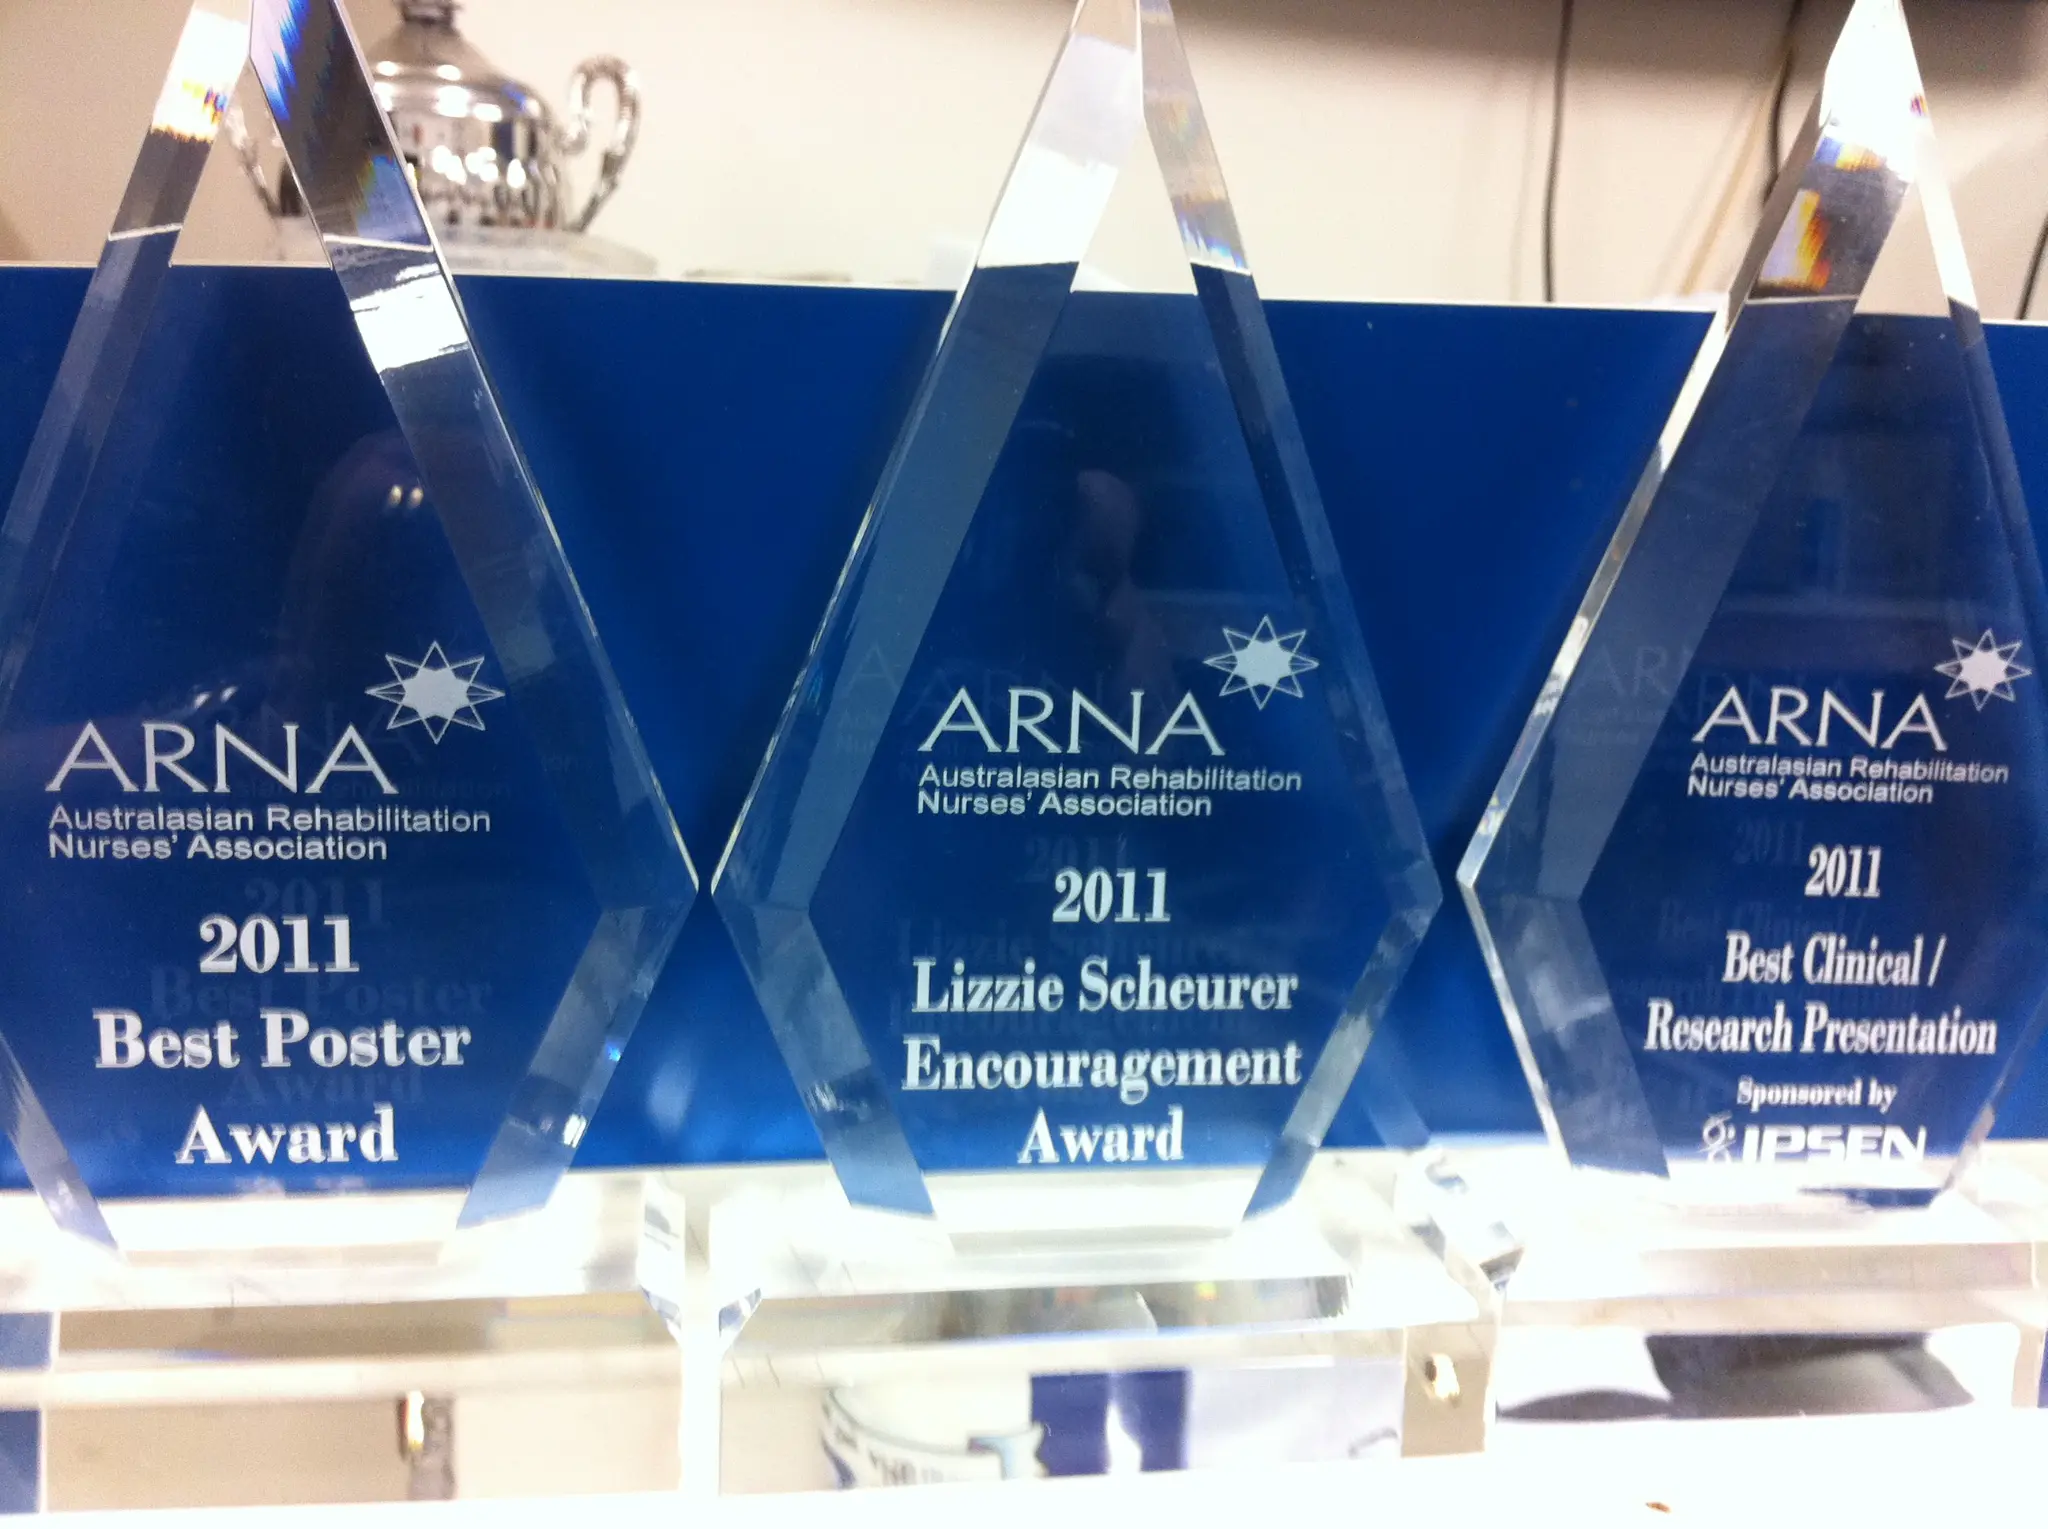 ARNA
Australasian Rehabilitation
Nurses' Association
2011
Best Poster
Award
ARNA
Australasian Rehabilitation
Nurses' Association
2011
Lizzie Scheurer
Encouragement
Award
ARNA
Australasian Rehabilitation
Nurses' Association
2011
Best Clinical /
Research Presentation
Sponsored by
IPSEN